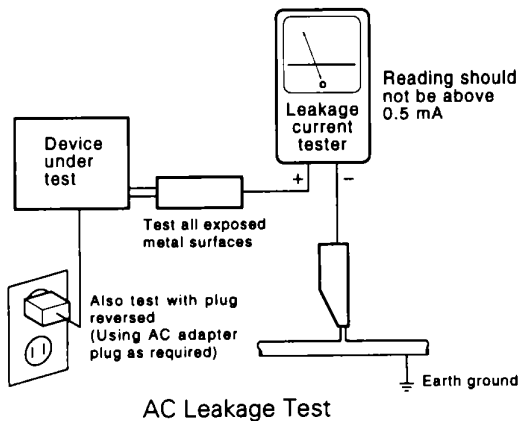 Leakage
current
tester
+
−
Reading should
not be above
0.5 mA
Device
under
test
Test all exposed
metal surfaces
Also test with plug
reversed
(Using AC adapter
plug as required)
Earth ground
AC Leakage Test